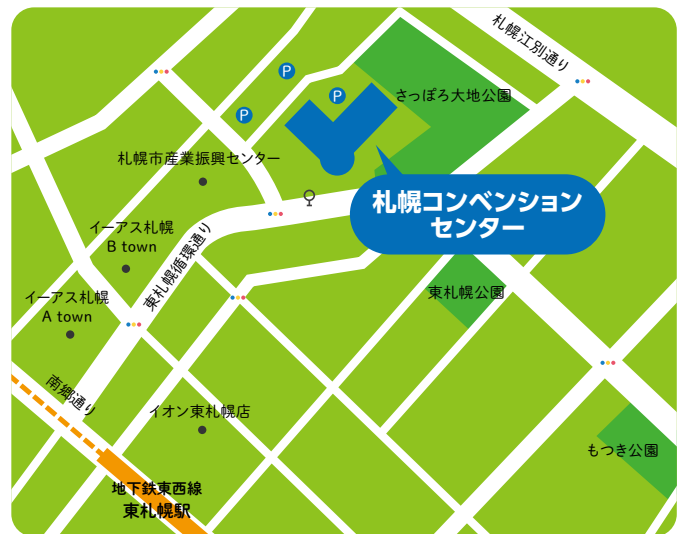 札幌江別通り
P
P
さっぽろ大地公園
P
札幌市産業振興センター
札幌コンベンション
センター
イーアス札幌
B town
東札幌循環通り
イーアス札幌
A town
東札幌公園
南郷通り
イオン東札幌店
もつき公園
地下鉄東西線
東札幌駅